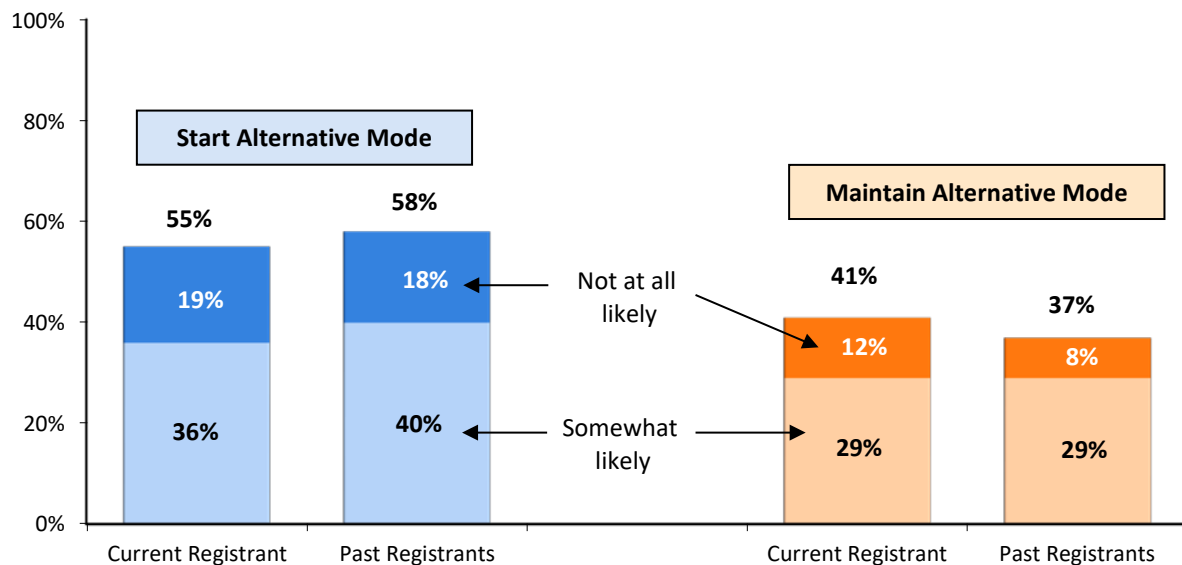 100%
80%
60%
40%
20%
0%
Start Alternative Mode
55%
58%
19%
18%
36%
40%
Not at all
likely
Somewhat
likely
Maintain Alternative Mode
41%
37%
12%
8%
29%
29%
Current Registrant
Past Registrants
Current Registrant
Past Registrants